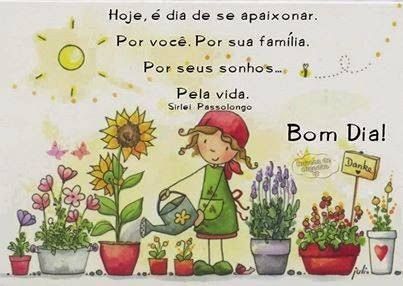 Hoje, é dia de se apaixonar.
Por você. Por sua família.
Por seus sonhos...
Pela vida.
Sirlei Passolongo
Bom Dia!
Danke
juli